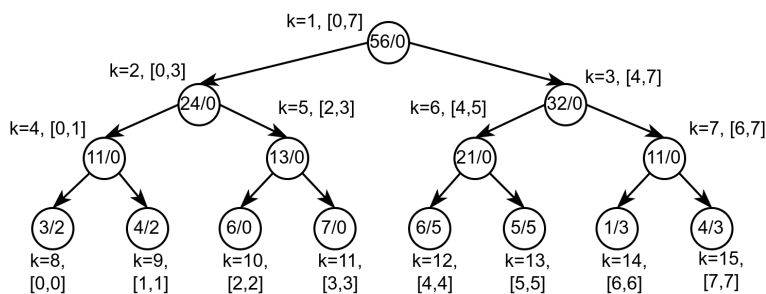 k=1, [0,7]
56/0
k=2, [0,3]
k=3, [4,7]
24/0
32/0
k=4, [0,1]
k=5, [2,3]
k=6, [4,5]
k=7, [6,7]
11/0
13/0
21/0
11/0
3/2
4/2
6/0
7/0
6/5
5/5
1/3
4/3
k=8,
[0,0]
k=9,
[1,1]
k=10,
[2,2]
k=11,
[3,3]
k=12,
[4,4]
k=13,
[5,5]
k=14,
[6,6]
k=15,
[7,7]